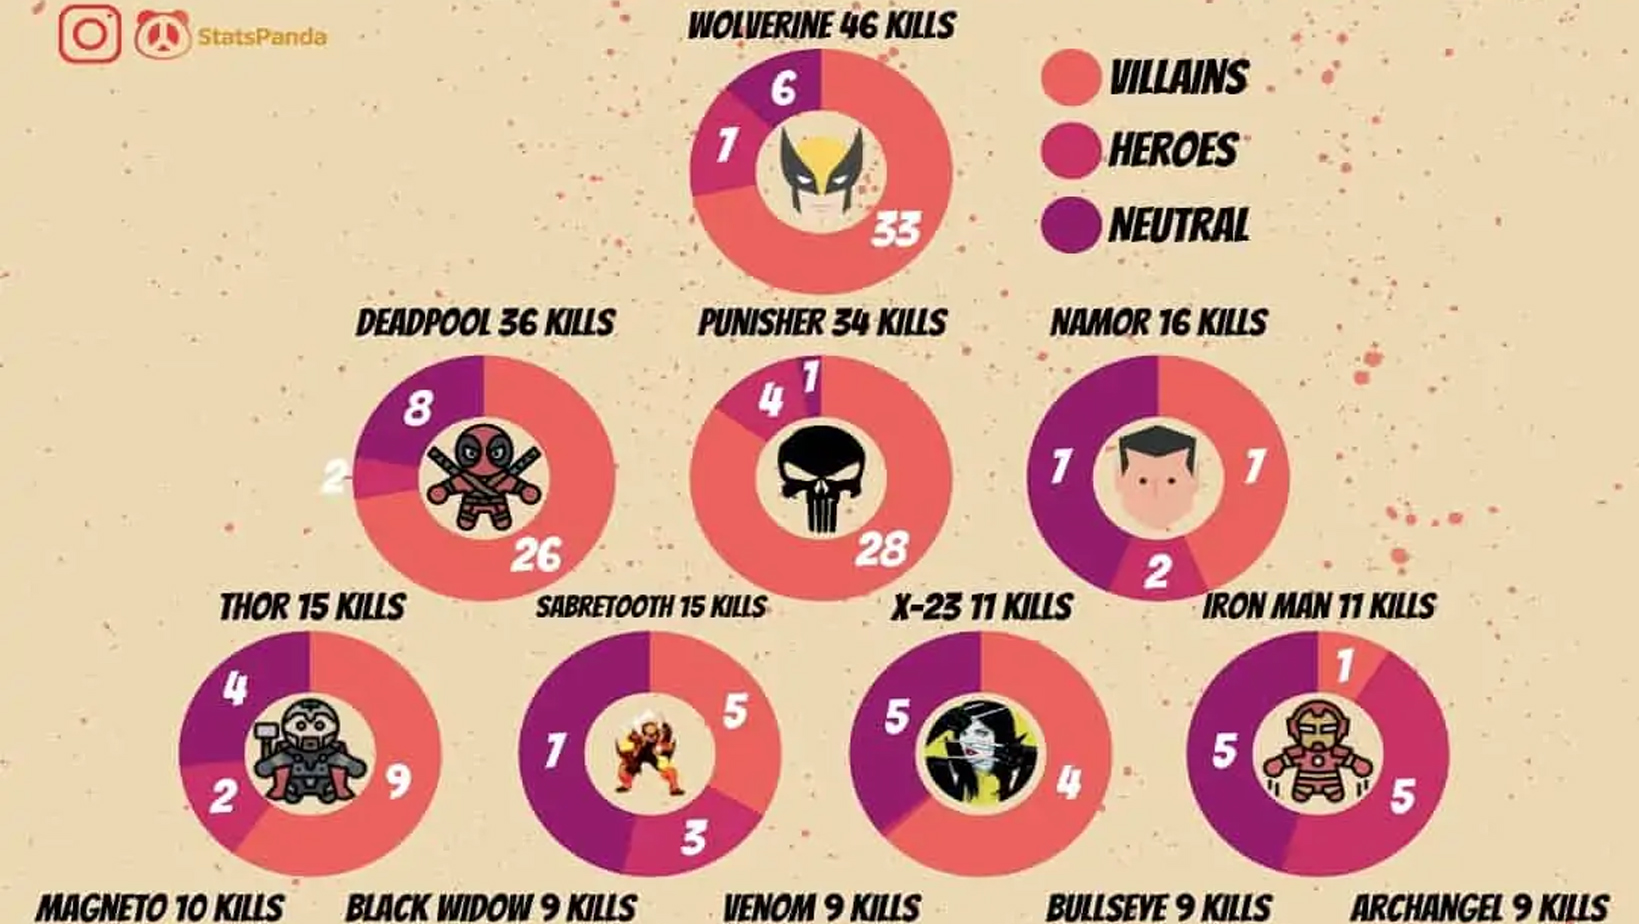 StatsPanda
WOLVERINE 46 KILLS
6
7
33
VILLAINS
HEROES
NEUTRAL
DEADPOOL 36 KILLS
8
2
26
PUNISHER 34 KILLS
4
1
28
NAMOR 16 KILLS
7
7
2
THOR 15 KILLS
4
2
9
SABRETOOTH 15 KILLS
7
5
3
X-23 11 KILLS
5
4
IRON MAN 11 KILLS
1
5
5
MAGNETO 10 KILLS
BLACK WIDOW 9 KILLS
VENOM 9 KILLS
BULLSEYE 9 KILLS
ARCHANGEL 9 KILLS